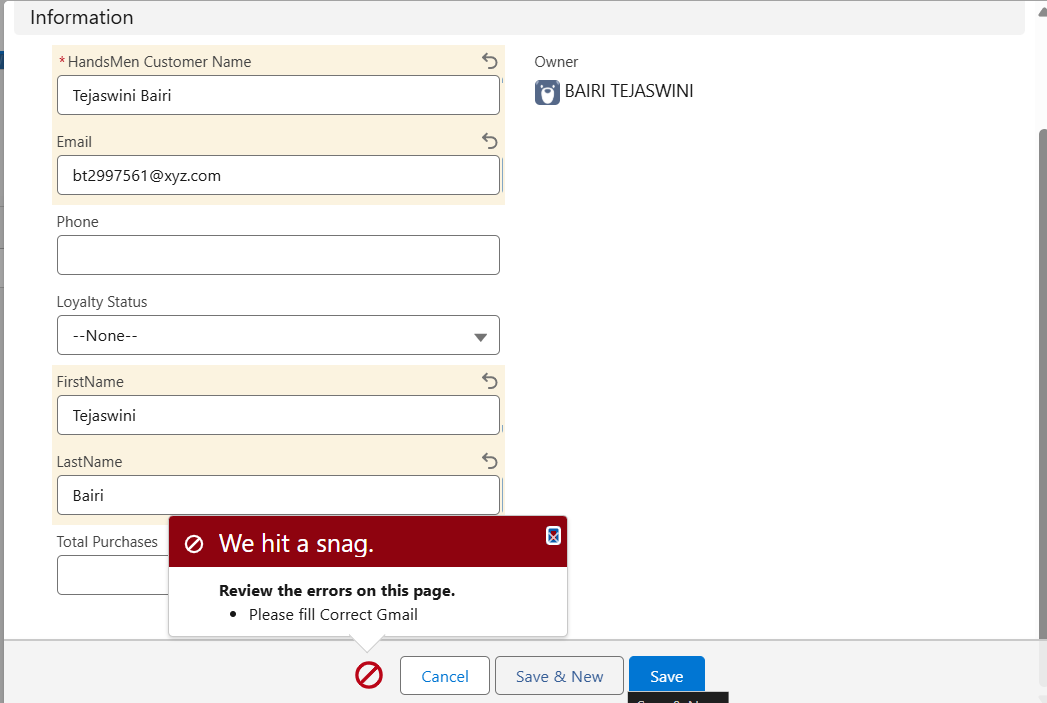 Information
*HandsMen Customer Name
Tejaswini Bairi
Email
bt2997561@xyz.com
Phone
Loyalty Status
--None--
FirstName
Tejaswini
LastName
Bairi
Total Purchases
Owner
BAIRI TEJASWINI
We hit a snag.
Review the errors on this page.
• Please fill Correct Gmail
Cancel
Save & New
Save